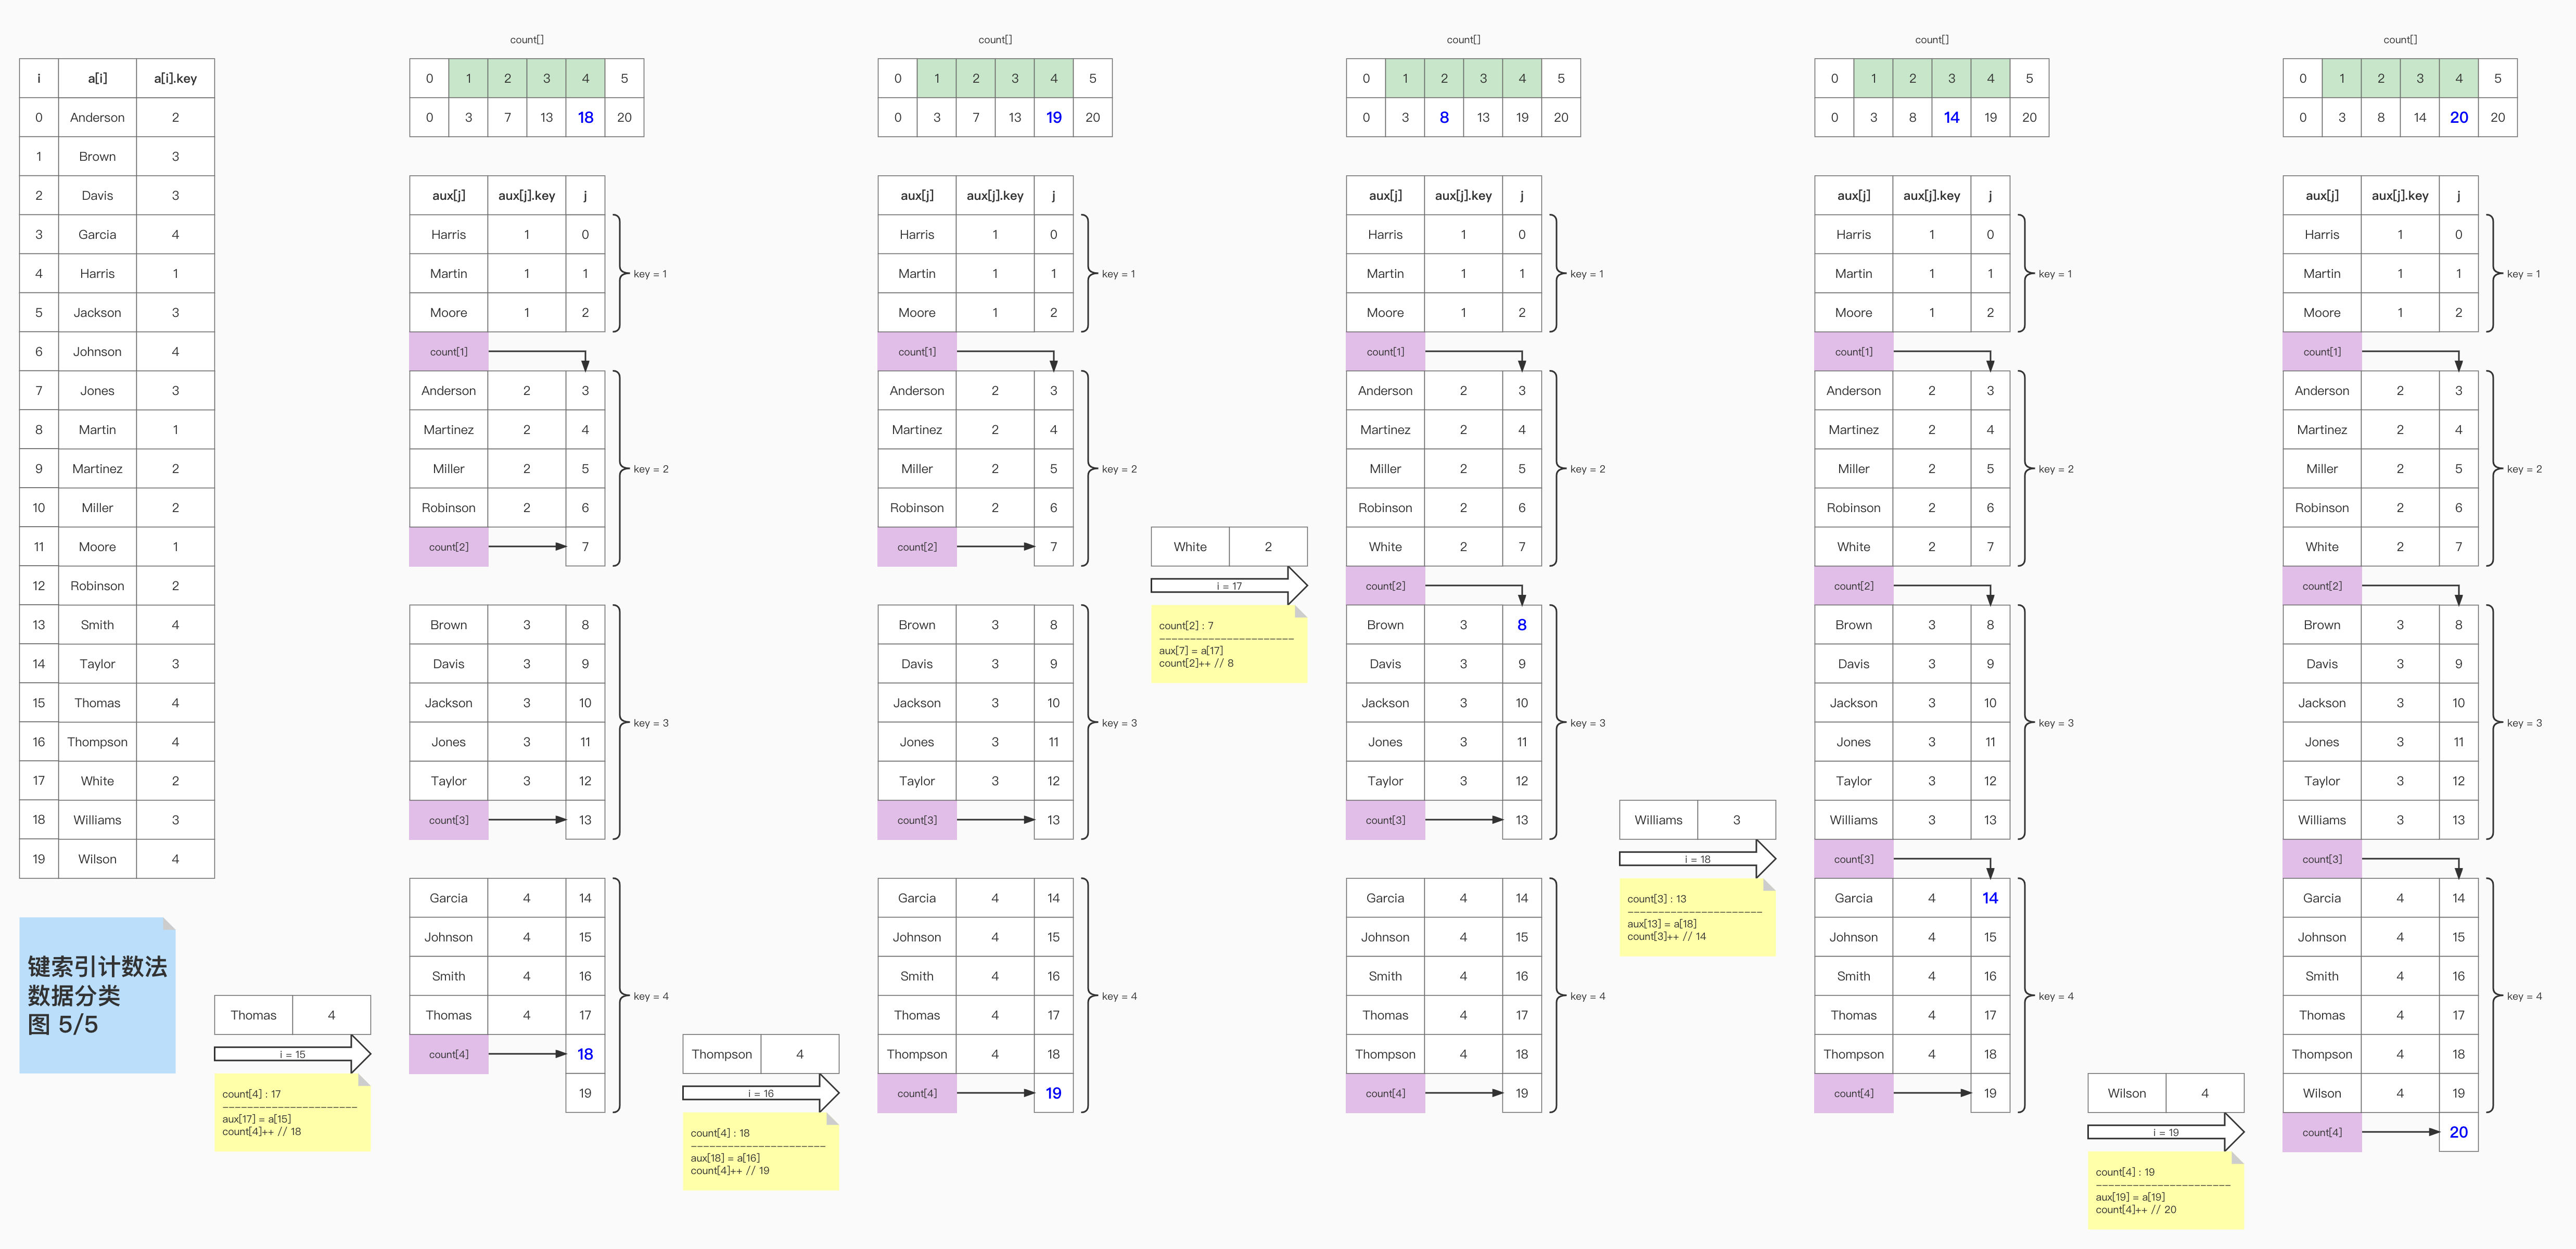 i a[i] a[i].key
0 Anderson 2
1 Brown 3
2 Davis 3
3 Garcia 4
4 Harris 1
5 Jackson 3
6 Johnson 4
7 Jones 3
8 Martin 1
9 Martinez 2
10 Miller 2
11 Moore 1
12 Robinson 2
13 Smith 4
14 Taylor 3
15 Thomas 4
16 Thompson 4
17 White 2
18 Williams 3
19 Wilson 4
键索引计数法
数据分类
图 5/5
Thomas 4
i = 15
count[4] : 17
----------------------
aux[17] = a[15]
count[4]++ // 18
count[]
0 1 2 3 4 5
0 3 7 13 18 20
aux[j] aux[j].key j
Harris 1 0
Martin 1 1
Moore 1 2
key = 1
count[1]
Anderson 2 3
Martinez 2 4
Miller 2 5
Robinson 2 6
count[2] 7
key = 2
Brown 3 8
Davis 3 9
Jackson 3 10
Jones 3 11
Taylor 3 12
count[3] 13
key = 3
Garcia 4 14
Johnson 4 15
Smith 4 16
Thomas 4 17
count[4] 18
19
key = 4
Thompson 4
i = 16
count[4] : 18
----------------------
aux[18] = a[16]
count[4]++ // 19
count[]
0 1 2 3 4 5
0 3 7 13 19 20
aux[j] aux[j].key j
Harris 1 0
Martin 1 1
Moore 1 2
key = 1
count[1]
Anderson 2 3
Martinez 2 4
Miller 2 5
Robinson 2 6
count[2] 7
key = 2
Brown 3 8
Davis 3 9
Jackson 3 10
Jones 3 11
Taylor 3 12
count[3] 13
key = 3
Garcia 4 14
Johnson 4 15
Smith 4 16
Thomas 4 17
Thompson 4 18
count[4] 19
key = 4
White 2
i = 17
count[2] : 7
----------------------
aux[7] = a[17]
count[2]++ // 8
count[]
0 1 2 3 4 5
0 3 8 13 19 20
aux[j] aux[j].key j
Harris 1 0
Martin 1 1
Moore 1 2
key = 1
count[1]
Anderson 2 3
Martinez 2 4
Miller 2 5
Robinson 2 6
White 2 7
key = 2
count[2]
Brown 3 8
Davis 3 9
Jackson 3 10
Jones 3 11
Taylor 3 12
count[3] 13
key = 3
Garcia 4 14
Johnson 4 15
Smith 4 16
Thomas 4 17
Thompson 4 18
count[4] 19
key = 4
Williams 3
i = 18
count[3] : 13
----------------------
aux[13] = a[18]
count[3]++ // 14
count[]
0 1 2 3 4 5
0 3 8 14 19 20
aux[j] aux[j].key j
Harris 1 0
Martin 1 1
Moore 1 2
key = 1
count[1]
Anderson 2 3
Martinez 2 4
Miller 2 5
Robinson 2 6
White 2 7
key = 2
count[2]
Brown 3 8
Davis 3 9
Jackson 3 10
Jones 3 11
Taylor 3 12
Williams 3 13
key = 3
count[3]
Garcia 4 14
Johnson 4 15
Smith 4 16
Thomas 4 17
Thompson 4 18
count[4] 19
key = 4
Wilson 4
i = 19
count[4] : 19
----------------------
aux[19] = a[19]
count[4]++ // 20
count[]
0 1 2 3 4 5
0 3 8 14 20 20
aux[j] aux[j].key j
Harris 1 0
Martin 1 1
Moore 1 2
key = 1
count[1]
Anderson 2 3
Martinez 2 4
Miller 2 5
Robinson 2 6
White 2 7
key = 2
count[2]
Brown 3 8
Davis 3 9
Jackson 3 10
Jones 3 11
Taylor 3 12
Williams 3 13
key = 3
count[3]
Garcia 4 14
Johnson 4 15
Smith 4 16
Thomas 4 17
Thompson 4 18
Wilson 4 19
key = 4
count[4] 20